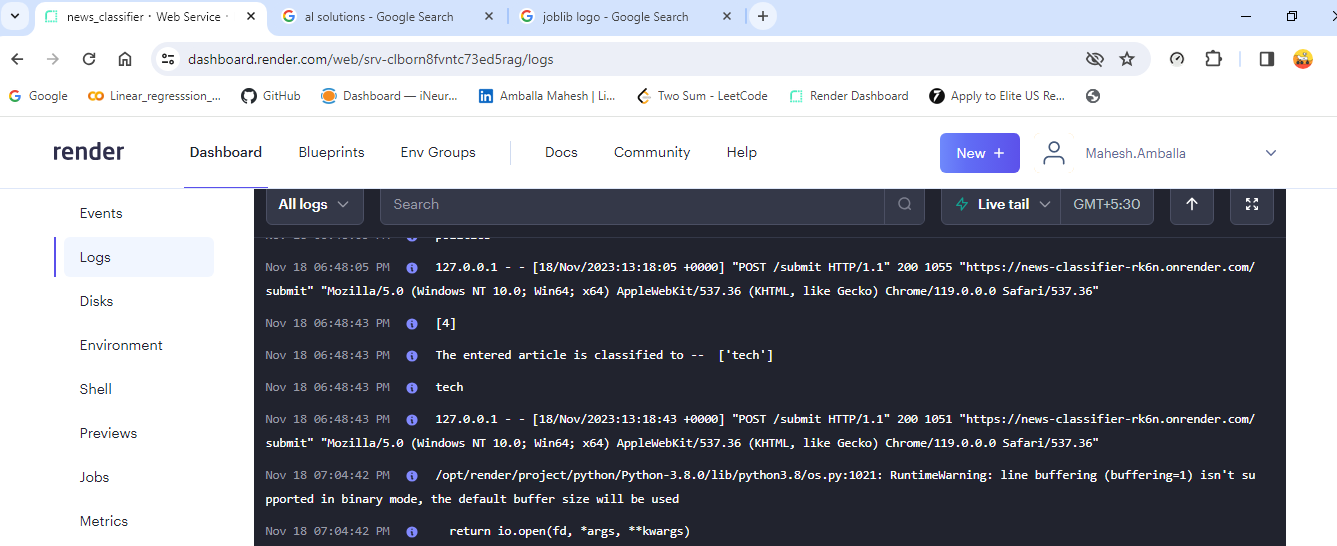 news_classifier · Web Service ·
al solutions - Google Search
joblib logo - Google Search
dashboard.render.com/web/srv-clborn8fvntc73ed5rag/logs
Google
Linear_regresssion_...
GitHub
Dashboard — iNeur...
Amballa Mahesh | Li...
Two Sum - LeetCode
Render Dashboard
Apply to Elite US Re...
render
Dashboard
Blueprints
Env Groups
Docs
Community
Help
New +
Mahesh.Amballa
Events
Logs
Disks
Environment
Shell
Previews
Jobs
Metrics
All logs
Search
Live tail
GMT+5:30
Nov 18 06:48:05 PM 127.0.0.1 - - [18/Nov/2023:13:18:05 +0000] "POST /submit HTTP/1.1" 200 1055 "https://news-classifier-rk6n.onrender.com/
submit" "Mozilla/5.0 (Windows NT 10.0; Win64; x64) AppleWebKit/537.36 (KHTML, like Gecko) Chrome/119.0.0.0 Safari/537.36"
Nov 18 06:48:43 PM [4]
Nov 18 06:48:43 PM The entered article is classified to -- ['tech']
Nov 18 06:48:43 PM tech
Nov 18 06:48:43 PM 127.0.0.1 - - [18/Nov/2023:13:18:43 +0000] "POST /submit HTTP/1.1" 200 1051 "https://news-classifier-rk6n.onrender.com/
submit" "Mozilla/5.0 (Windows NT 10.0; Win64; x64) AppleWebKit/537.36 (KHTML, like Gecko) Chrome/119.0.0.0 Safari/537.36"
Nov 18 07:04:42 PM /opt/render/project/python/Python-3.8.0/lib/python3.8/os.py:1021: RuntimeWarning: line buffering (buffering=1) isn't su
pported in binary mode, the default buffer size will be used
Nov 18 07:04:42 PM return io.open(fd, *args, **kwargs)